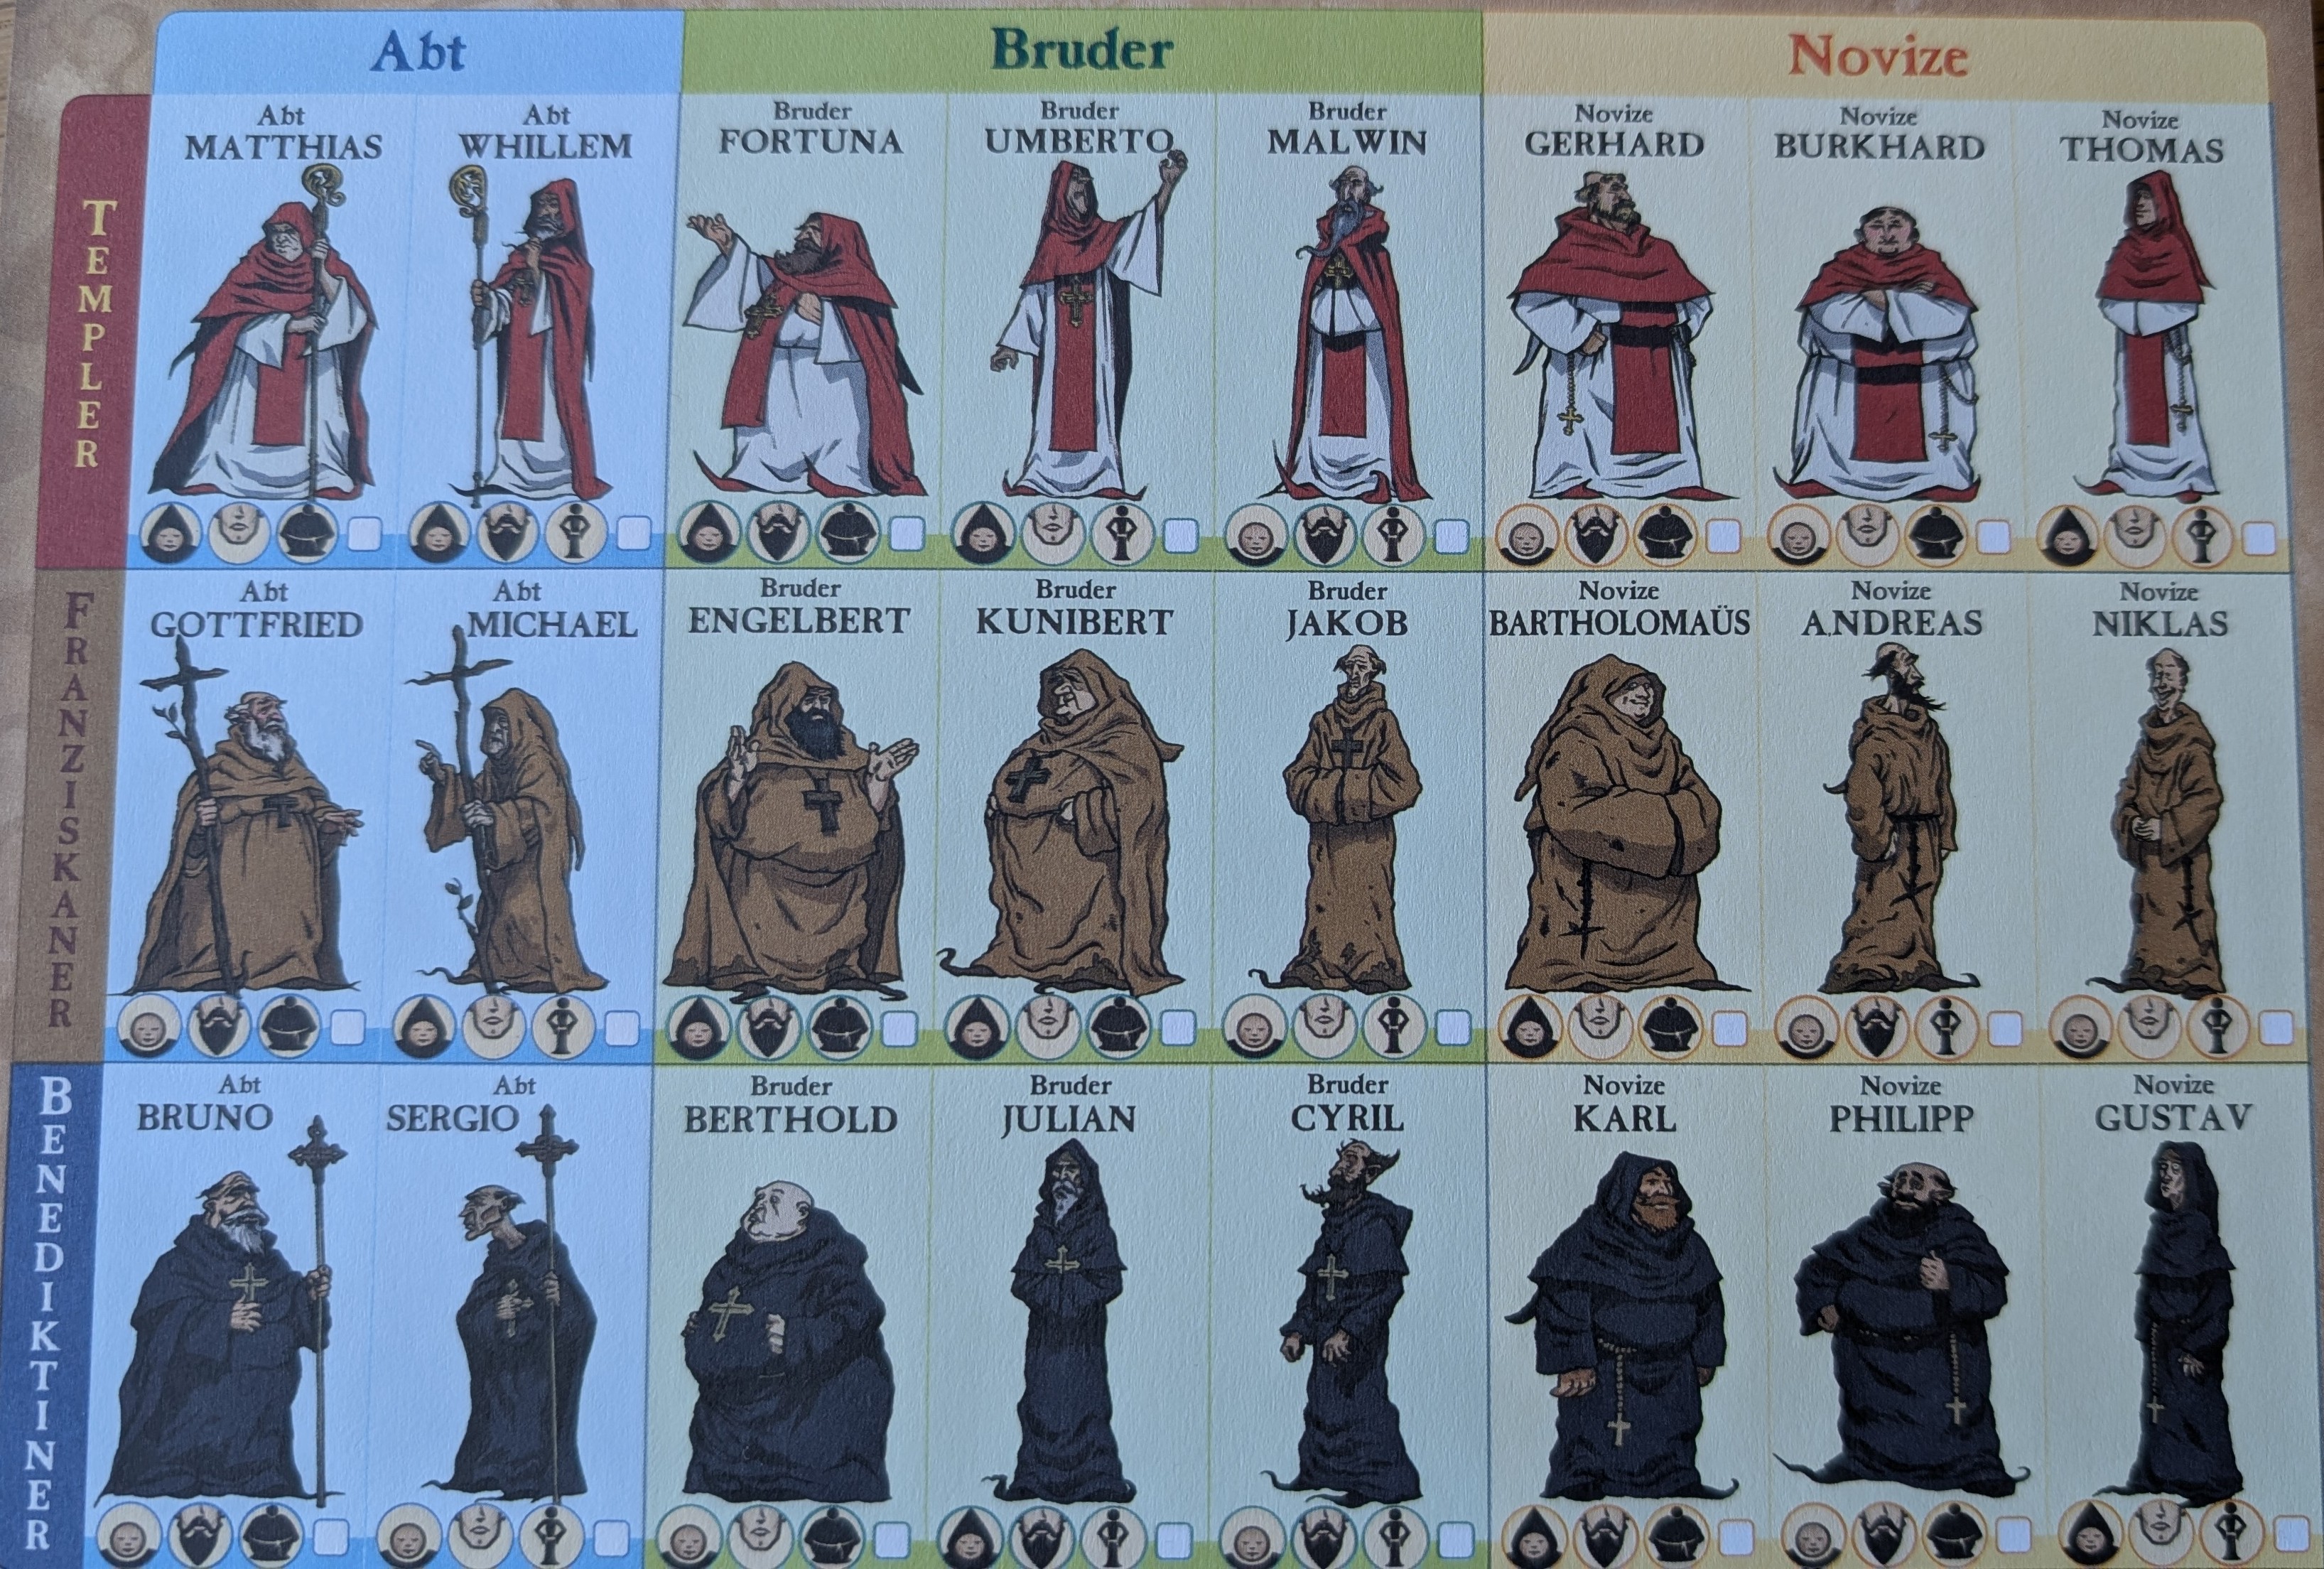 Abt
Bruder
Novize
TEMPLER
Abt
MATTHIAS
Abt
WHILLEM
Bruder
FORTUNA
Bruder
UMBERTO
Bruder
MALWIN
Novize
GERHARD
Novize
BURKHARD
Novize
THOMAS
FRANZISKANER
Abt
GOTTFRIED
Abt
MICHAEL
Bruder
ENGELBERT
Bruder
KUNIBERT
Bruder
JAKOB
Novize
BARTHOLOMAÜS
Novize
ANDREAS
Novize
NIKLAS
BENEDIKTINER
Abt
BRUNO
Abt
SERGIO
Bruder
BERTHOLD
Bruder
JULIAN
Bruder
CYRIL
Novize
KARL
Novize
PHILIPP
Novize
GUSTAV